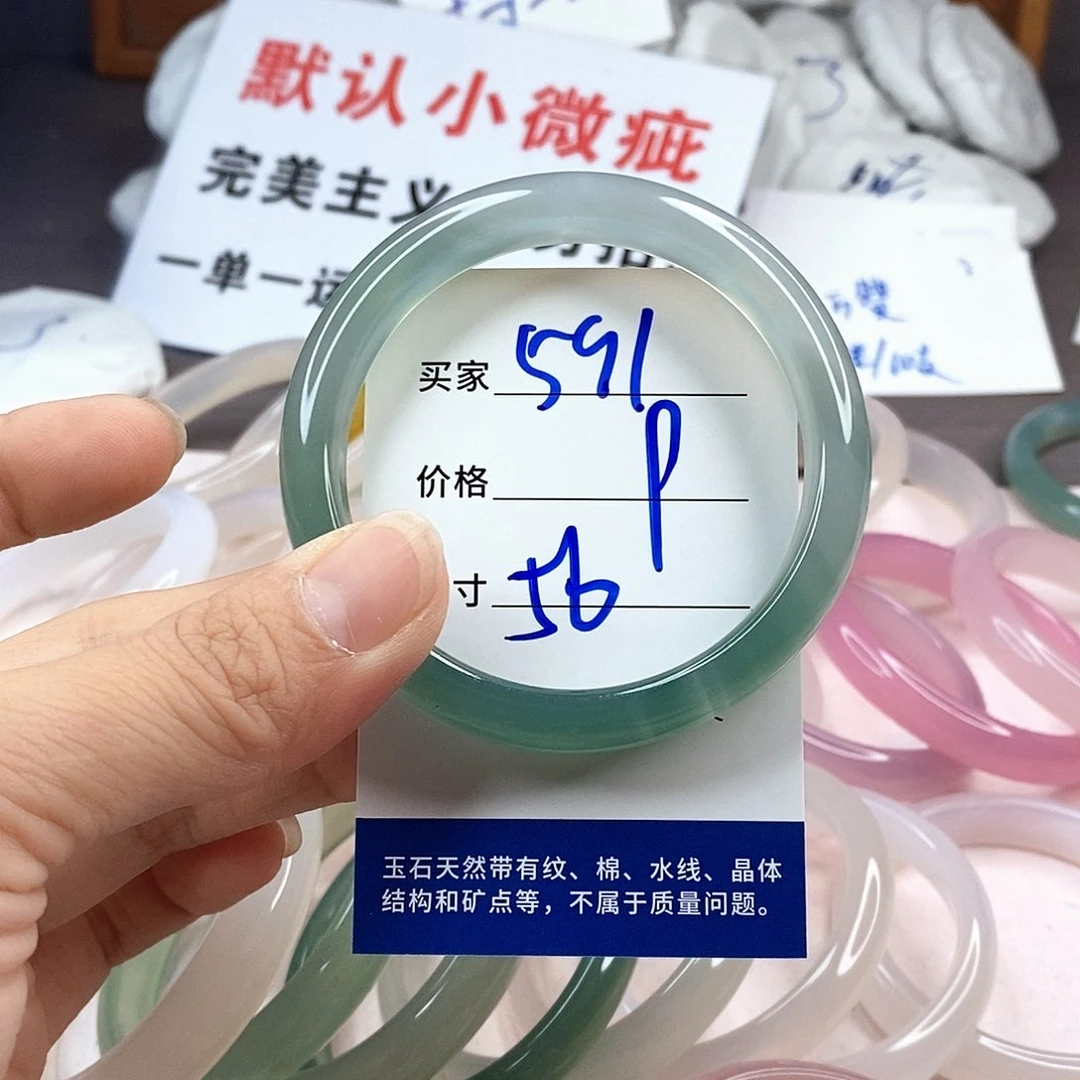 默认小微疵
完美主义
一单一运
买家 591
价格 P
寸 56
玉石天然带有纹、棉、水线、晶体
结构和矿点等，不属于质量问题。